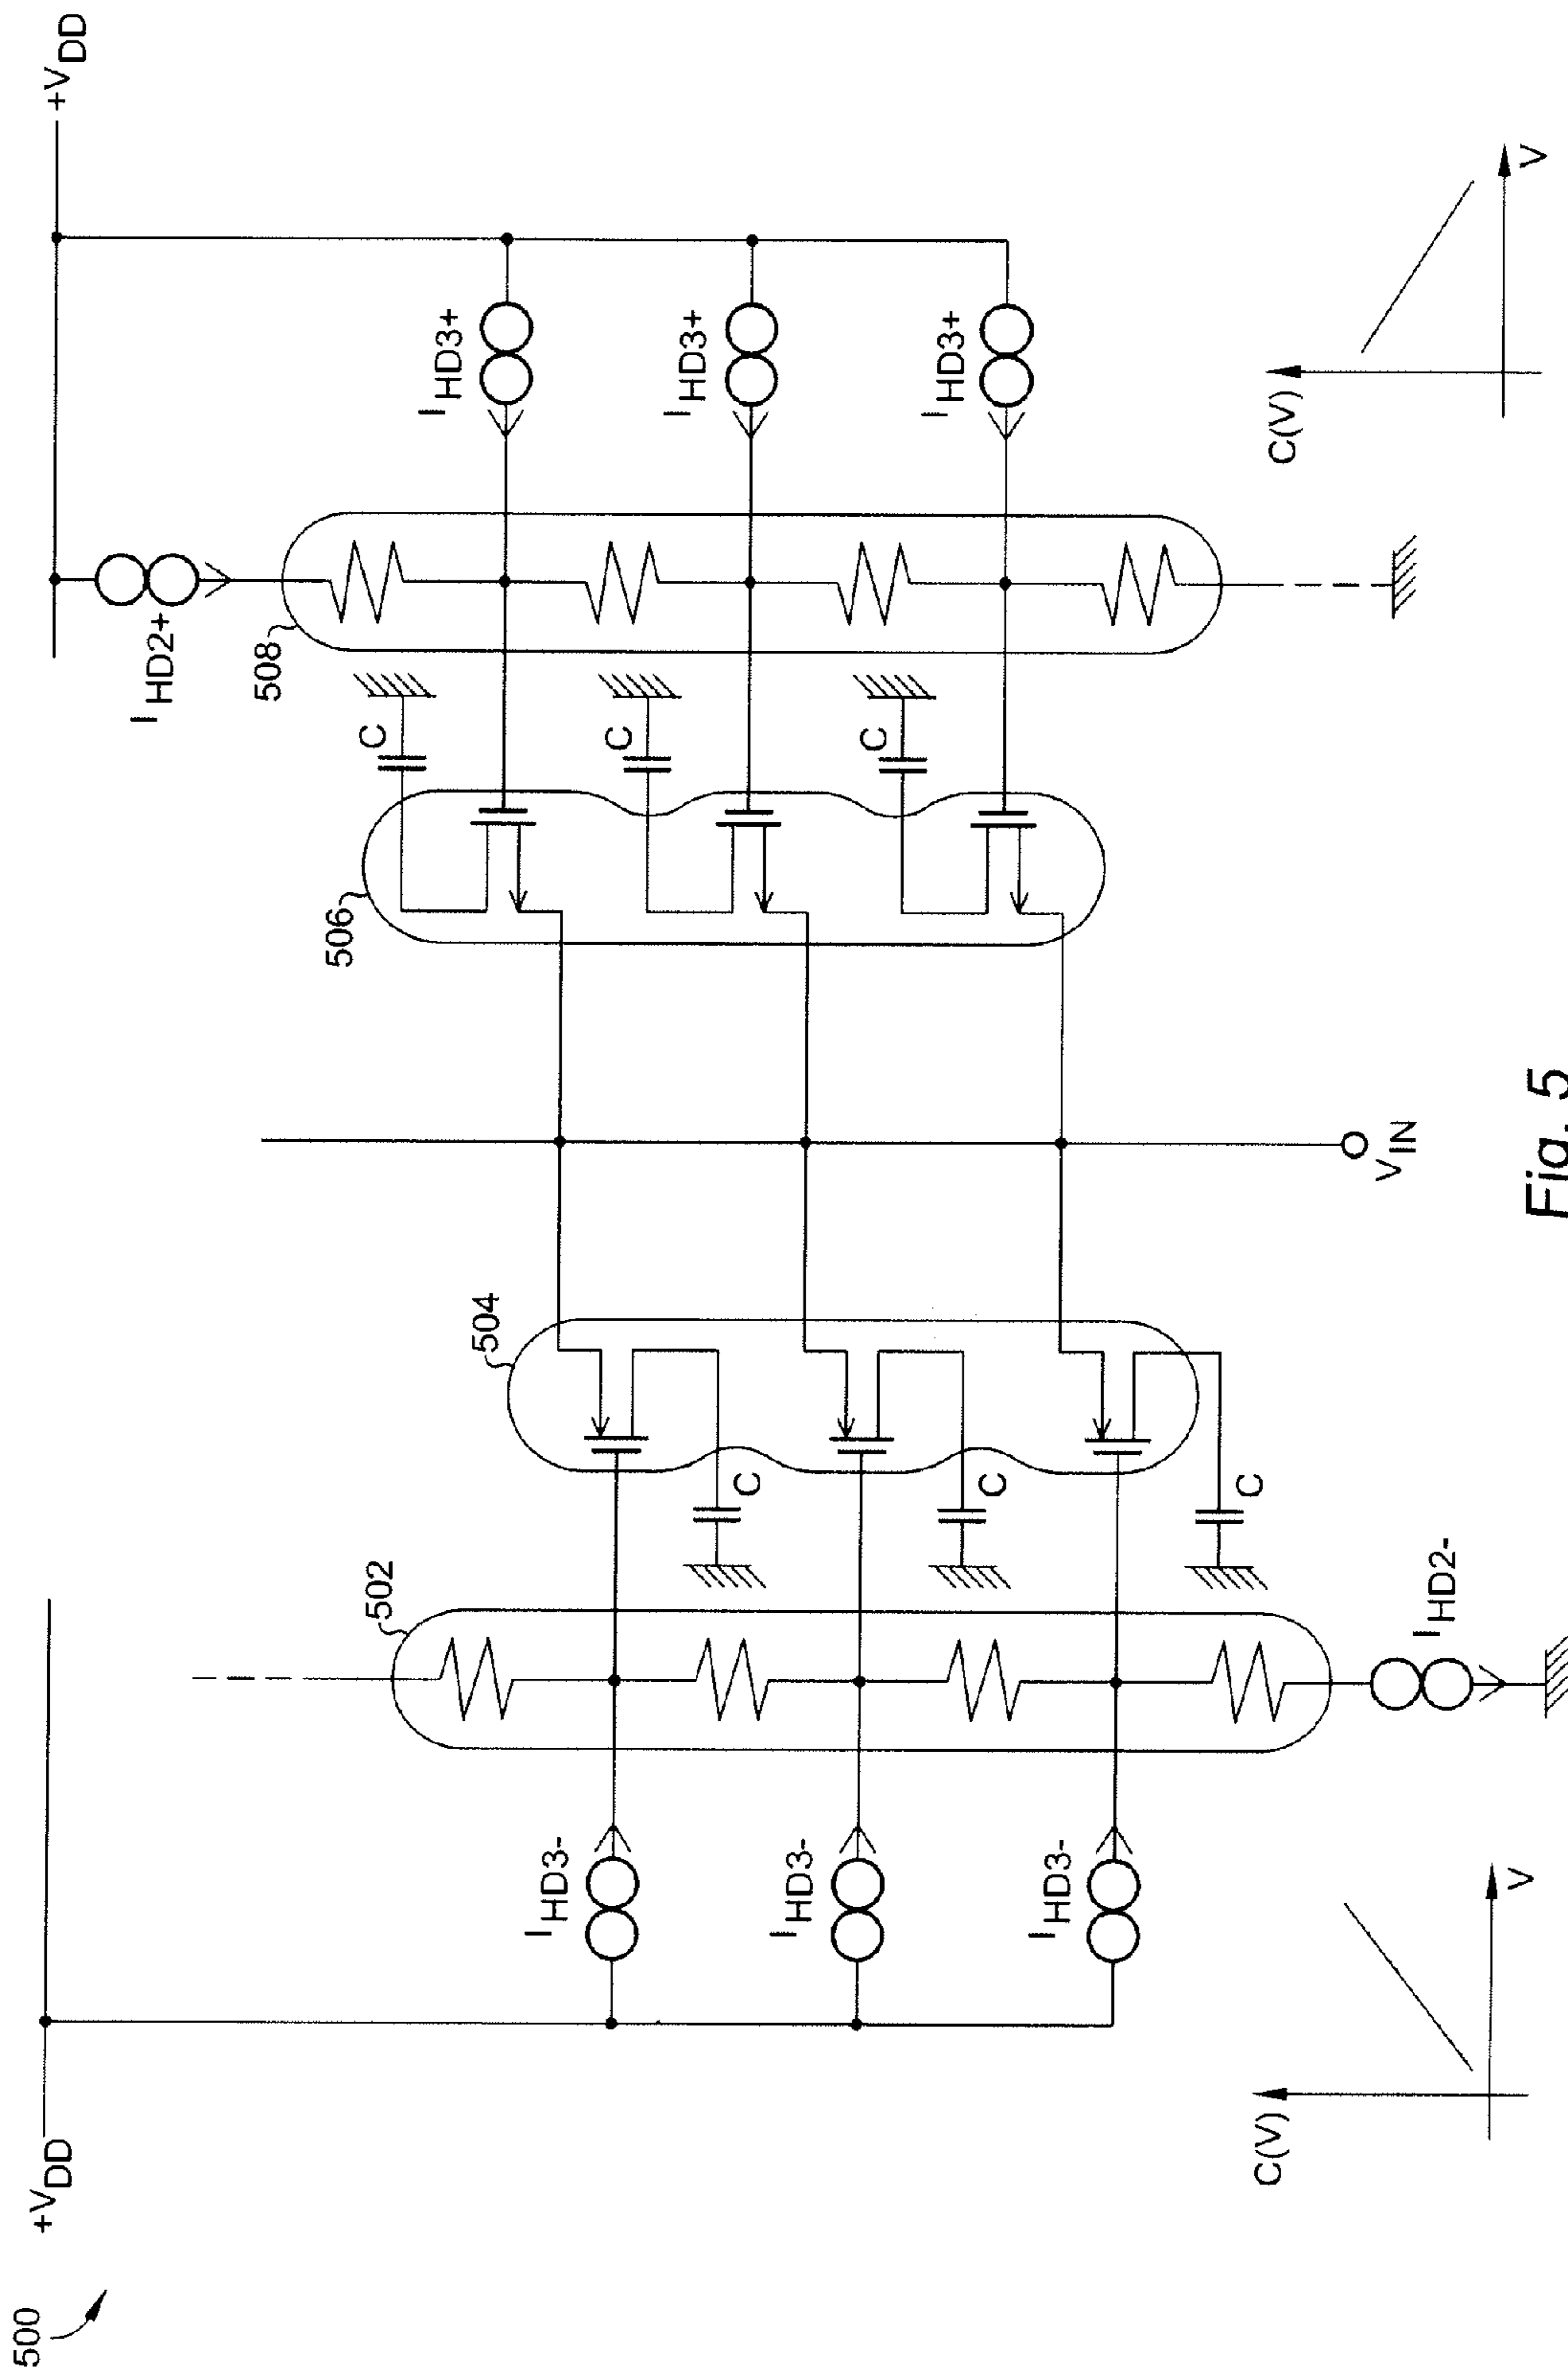 500
+VDD
+VDD
IHD2+
508
IHD3+
IHD3+
IHD3+
C
C
C
506
504
502
C
C
C
IHD3-
IHD3-
IHD3-
IHD2-
VIN
C(V)
V
C(V)
V
Fig. 5